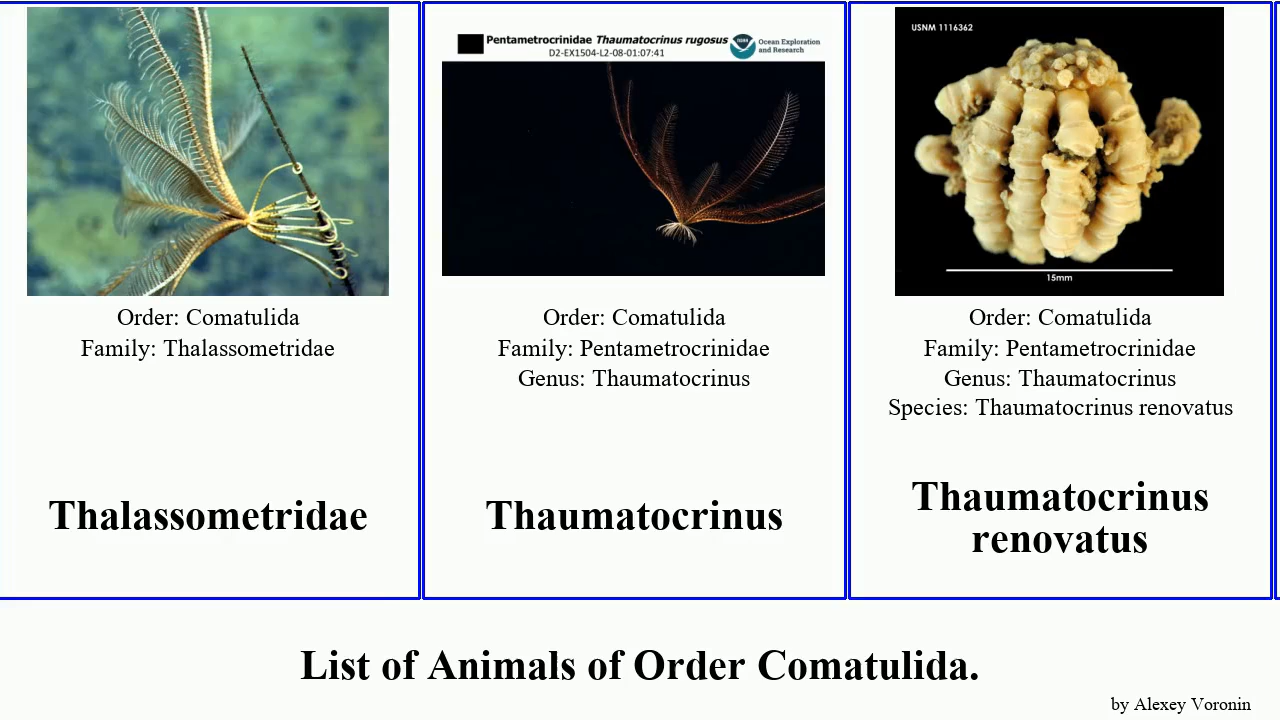 Pentametrocrinidae Thaumatocrinus rugosus
D2-EX1504-L2-08-01:07:41
Ocean Exploration
and Research
USNM 1116362
15mm
Order: Comatulida
Family: Thalassometridae
Thalassometridae
Order: Comatulida
Family: Pentametrocrinidae
Genus: Thaumatocrinus
Thaumatocrinus
Order: Comatulida
Family: Pentametrocrinidae
Genus: Thaumatocrinus
Species: Thaumatocrinus renovatus
Thaumatocrinus
renovatus
List of Animals of Order Comatulida.
by Alexey Voronin